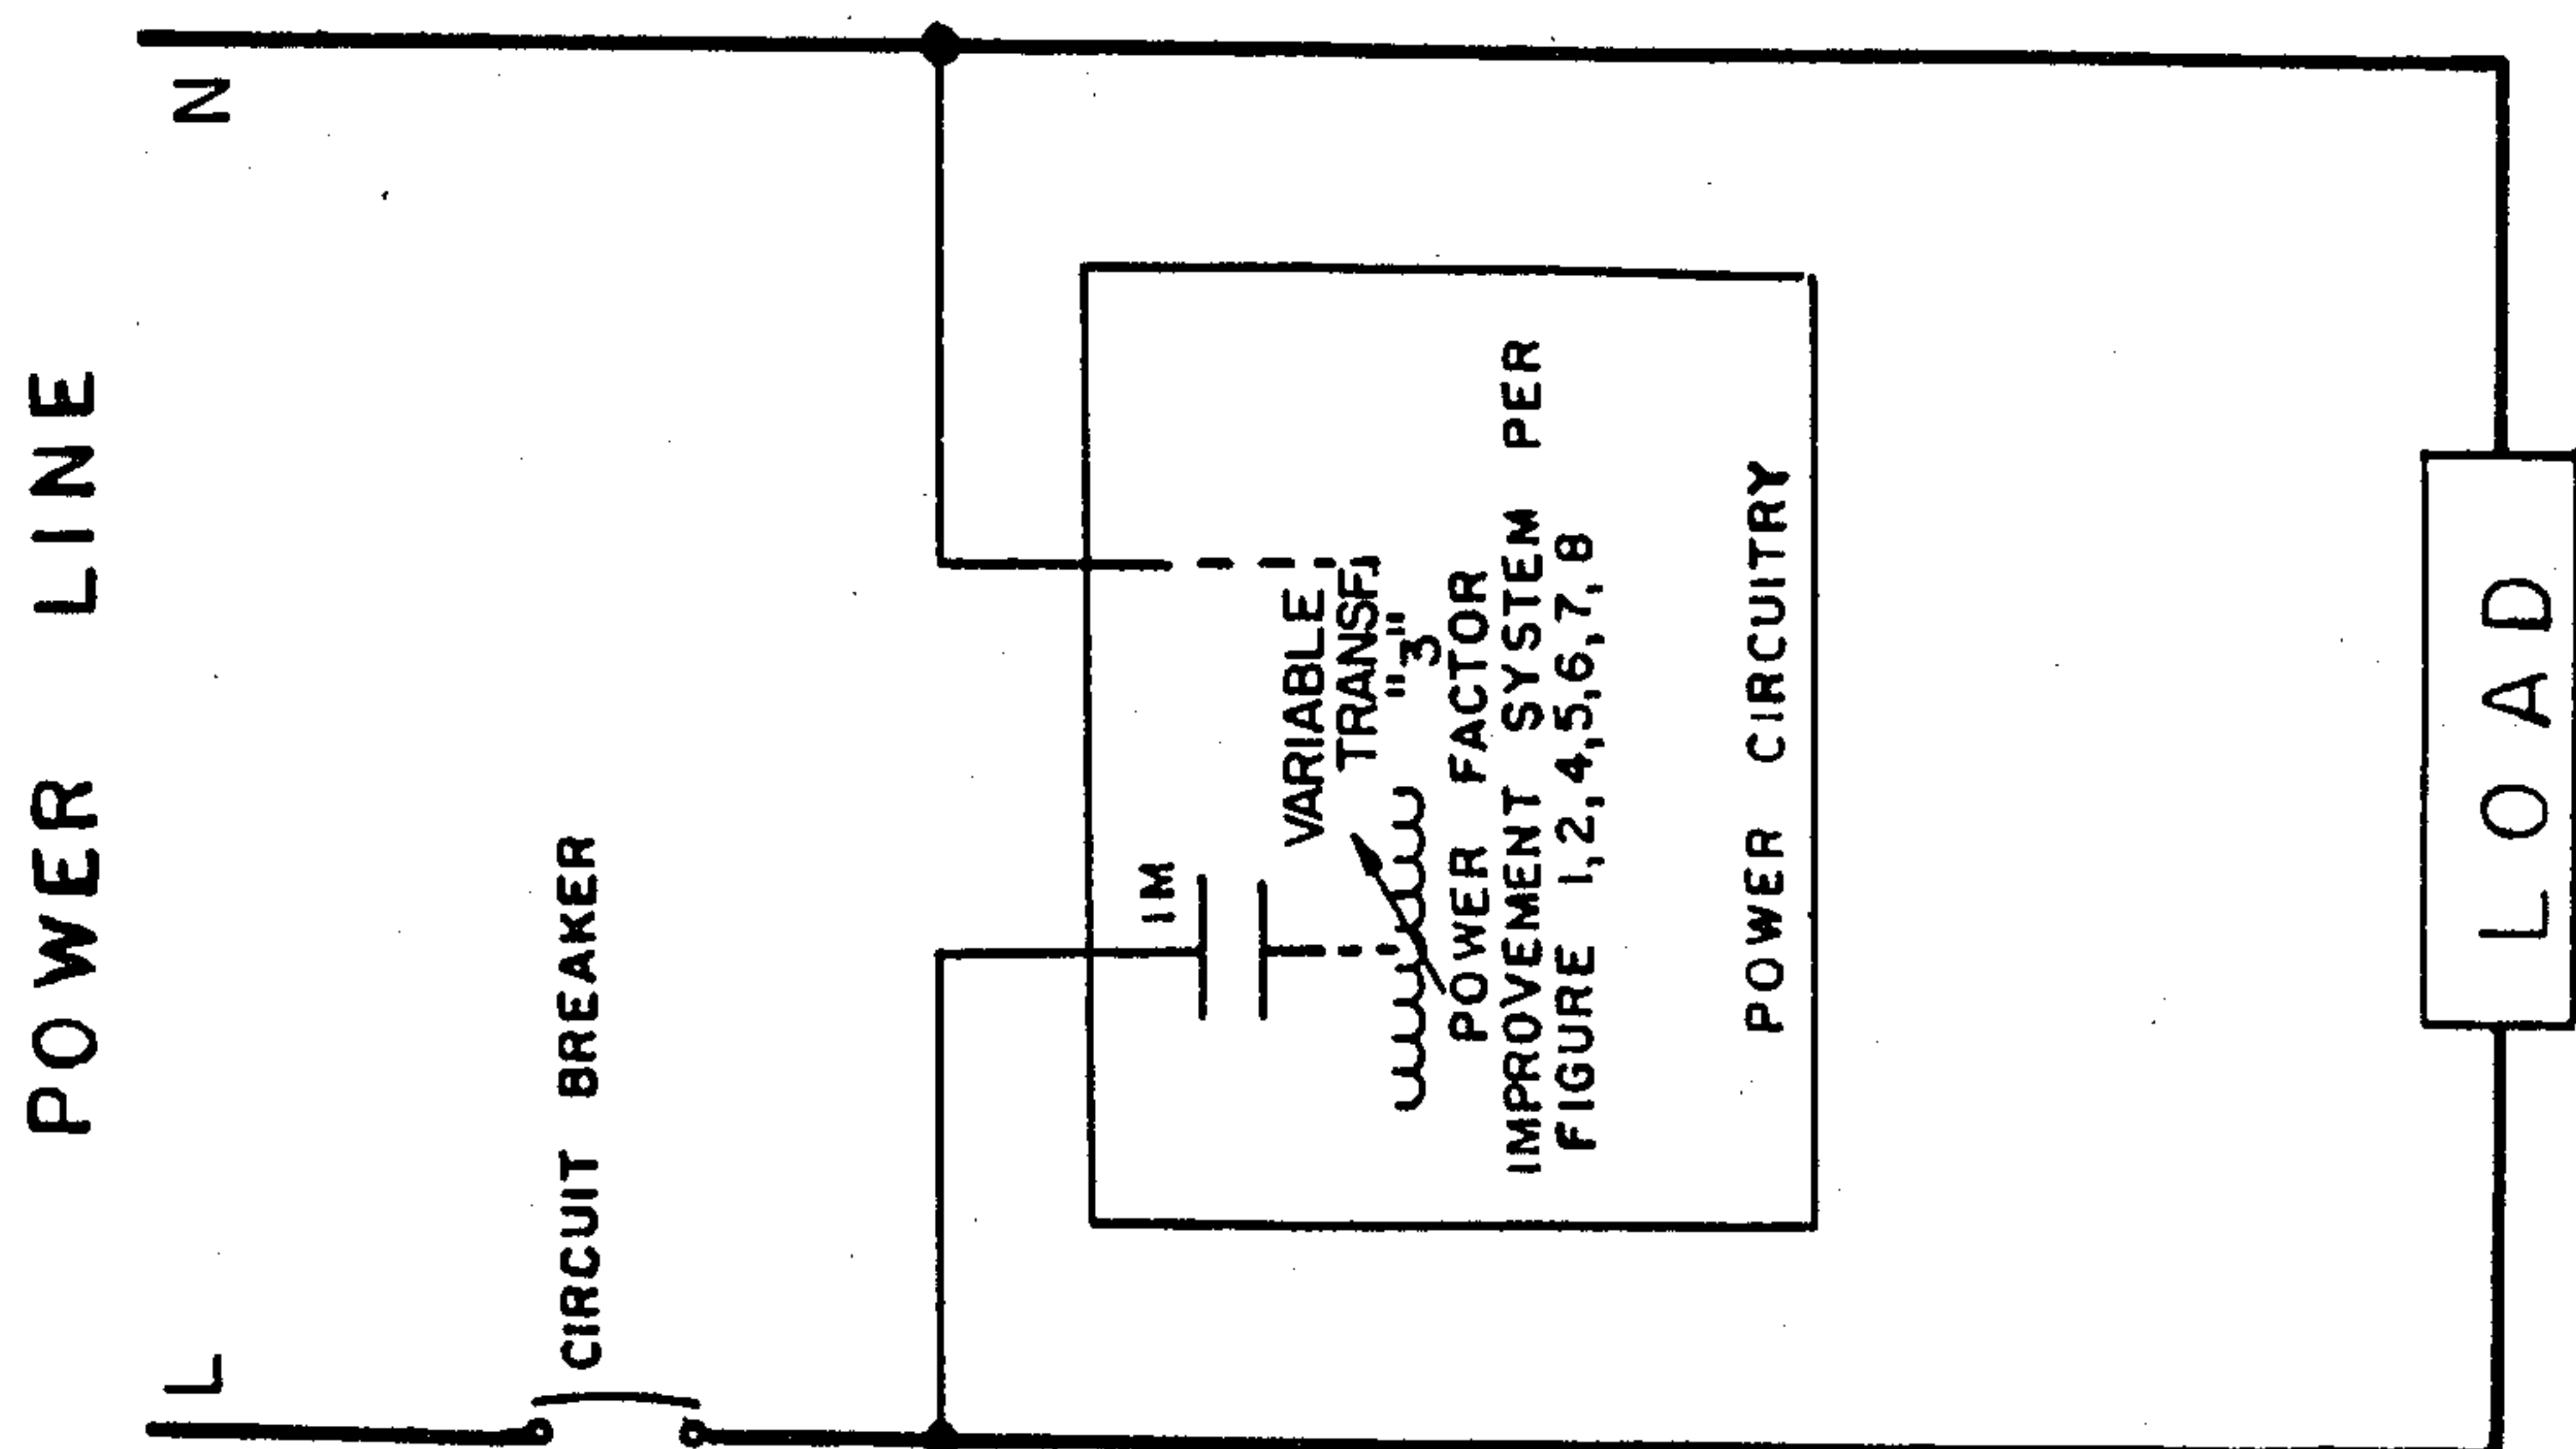 POWER LINE
L
N
CIRCUIT BREAKER
1M
VARIABLE
TRANSF.
"3"
POWER FACTOR
IMPROVEMENT SYSTEM PER
FIGURE 1,2,4,5,6,7,8
POWER CIRCUITRY
LOAD